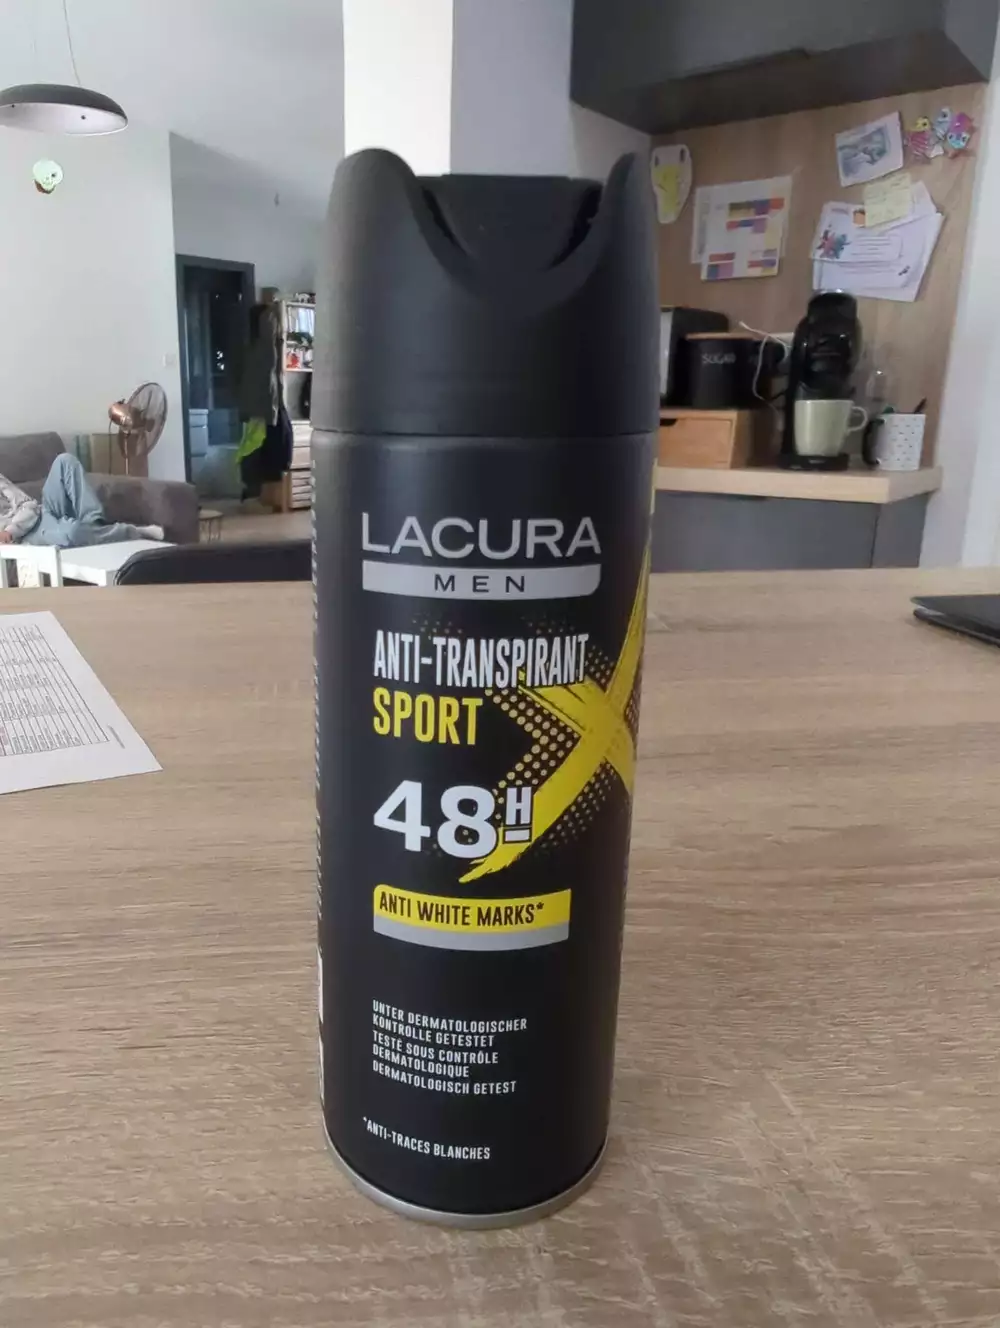 SUGAR
LACURA
MEN
ANTI-TRANSPIRANT
SPORT
48H
ANTI WHITE MARKS*
UNTER DERMATOLOGISCHER
KONTROLLE GETESTET
TESTÉ SOUS CONTRÔLE
DERMATOLOGIQUE
DERMATOLOGISCH GETEST
*ANTI-TRACES BLANCHES